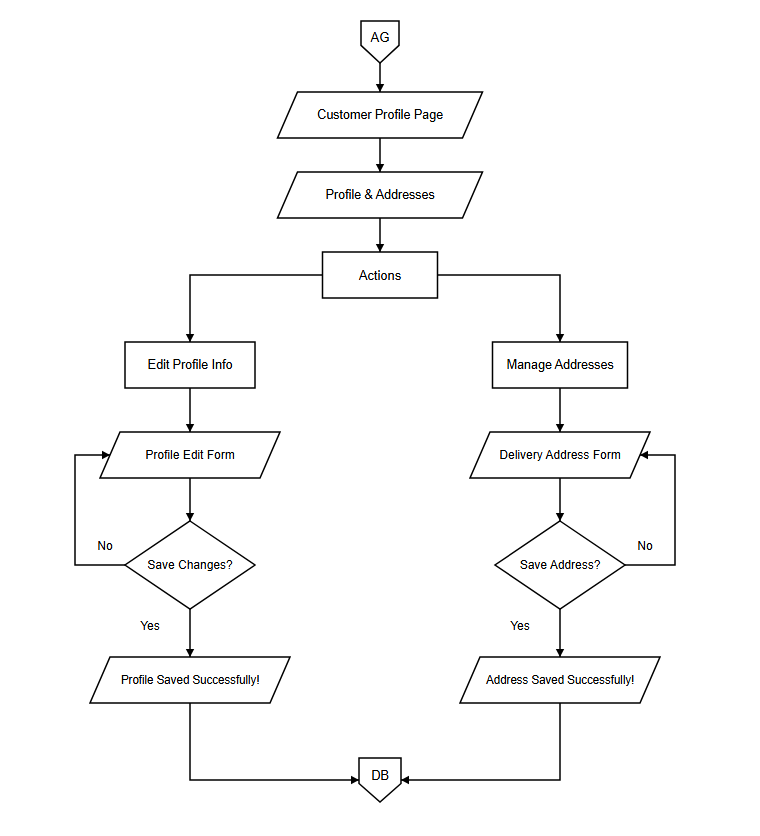 AG
Customer Profile Page
Profile & Addresses
Actions
Edit Profile Info
Manage Addresses
Profile Edit Form
Delivery Address Form
No
No
Save Changes?
Save Address?
Yes
Yes
Profile Saved Successfully!
Address Saved Successfully!
DB